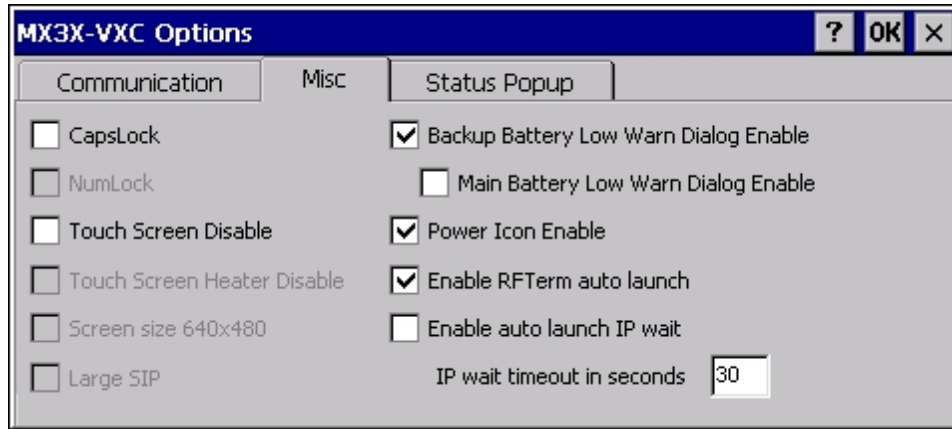 MX3X-VXC Options ? OK ×
Communication Misc Status Popup
CapsLock
NumLock
Touch Screen Disable
Touch Screen Heater Disable
Screen size 640x480
Large SIP
Backup Battery Low Warn Dialog Enable
Main Battery Low Warn Dialog Enable
Power Icon Enable
Enable RFTerm auto launch
Enable auto launch IP wait
IP wait timeout in seconds 30